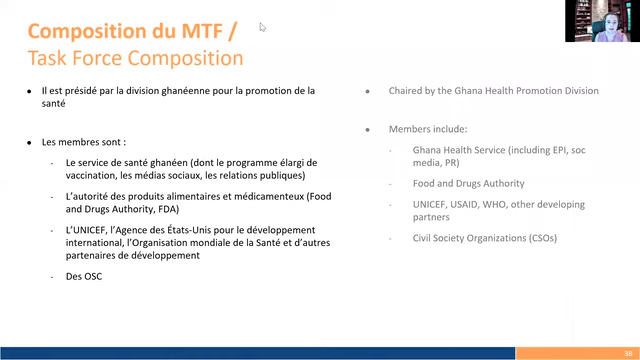 Composition du MTF /
Task Force Composition
• Il est présidé par la division ghanéenne pour la promotion de la
santé
• Les membres sont :
- Le service de santé ghanéen (dont le programme élargi de
vaccination, les médias sociaux, les relations publiques)
- L'autorité des produits alimentaires et médicamenteux (Food
and Drugs Authority, FDA)
- L'UNICEF, l'Agence des États-Unis pour le développement
international, l'Organisation mondiale de la Santé et d'autres
partenaires de développement
- Des OSC
• Chaired by the Ghana Health Promotion Division
• Members include:
- Ghana Health Service (including EPI, soc
media, PR)
- Food and Drugs Authority
- UNICEF, USAID, WHO, other developing
partners
- Civil Society Organizations (CSOs)
38